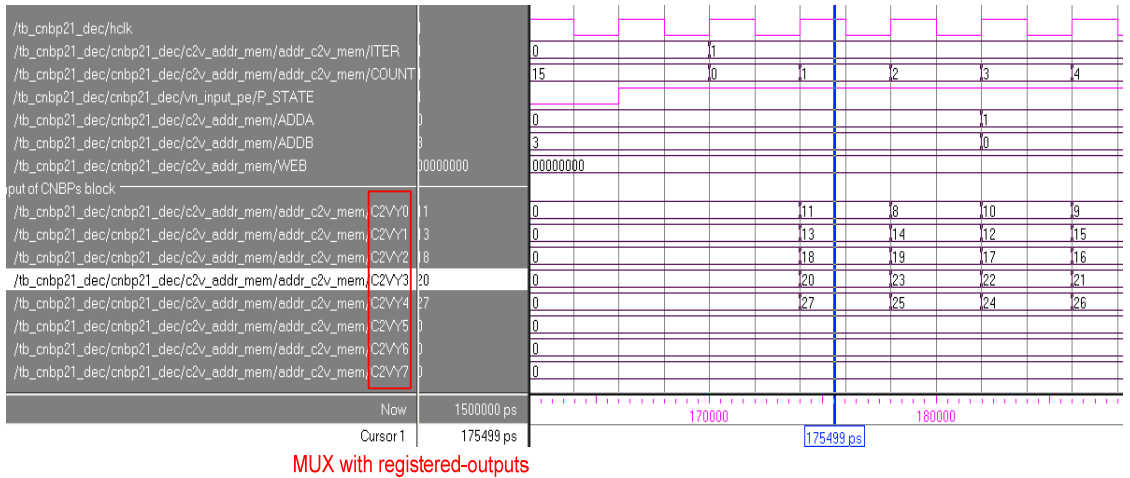 /tb_cnbp21_dec/hclk
/tb_cnbp21_dec/cnbp21_dec/c2v_addr_mem/addr_c2v_mem/ITER 0 1
/tb_cnbp21_dec/cnbp21_dec/c2v_addr_mem/addr_c2v_mem/COUNT 15 0 1 2 3 4
/tb_cnbp21_dec/cnbp21_dec/vn_input_pe/P_STATE
/tb_cnbp21_dec/cnbp21_dec/c2v_addr_mem/ADDA 0 0 1
/tb_cnbp21_dec/cnbp21_dec/c2v_addr_mem/ADDB 3 3 0
/tb_cnbp21_dec/cnbp21_dec/c2v_addr_mem/WEB 00000000 00000000
put of CNBPs block
/tb_cnbp21_dec/cnbp21_dec/c2v_addr_mem/addr_c2v_mem/C2VY0 11 0 11 8 10 9
/tb_cnbp21_dec/cnbp21_dec/c2v_addr_mem/addr_c2v_mem/C2VY1 13 0 13 14 12 15
/tb_cnbp21_dec/cnbp21_dec/c2v_addr_mem/addr_c2v_mem/C2VY2 18 0 18 19 17 16
/tb_cnbp21_dec/cnbp21_dec/c2v_addr_mem/addr_c2v_mem/C2VY3 20 0 20 23 22 21
/tb_cnbp21_dec/cnbp21_dec/c2v_addr_mem/addr_c2v_mem/C2VY4 27 0 27 25 24 26
/tb_cnbp21_dec/cnbp21_dec/c2v_addr_mem/addr_c2v_mem/C2VY5 0 0
/tb_cnbp21_dec/cnbp21_dec/c2v_addr_mem/addr_c2v_mem/C2VY6 0 0
/tb_cnbp21_dec/cnbp21_dec/c2v_addr_mem/addr_c2v_mem/C2VY7 0 0
Now 1500000 ps 170000 180000
Cursor 1 175499 ps 175499 ps
MUX with registered-outputs